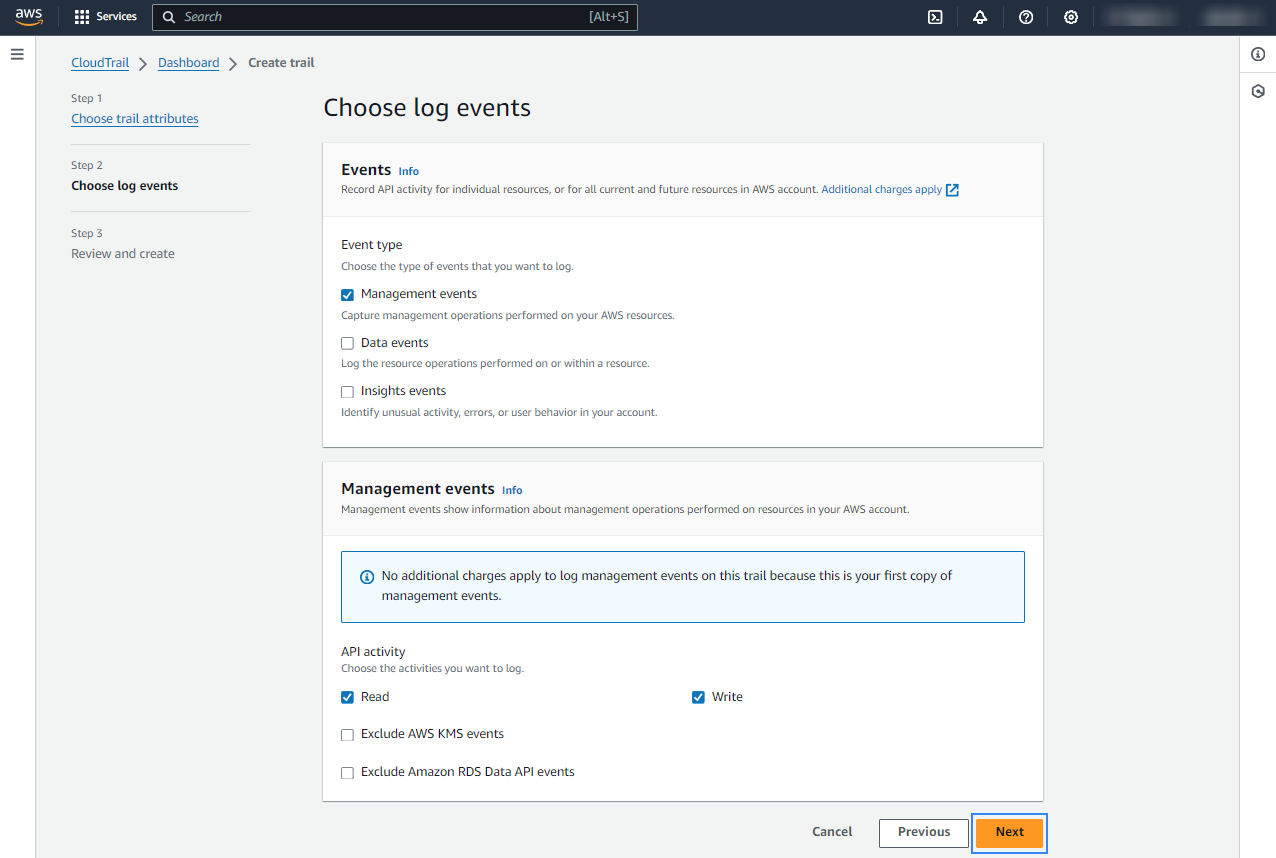 aws
Services
Search
[Alt+S]
CloudTrail
Dashboard
Create trail
Step 1
Choose trail attributes
Step 2
Choose log events
Step 3
Review and create
Choose log events
Events Info
Record API activity for individual resources, or for all current and future resources in AWS account. Additional charges apply
Event type
Choose the type of events that you want to log.
Management events
Capture management operations performed on your AWS resources.
Data events
Log the resource operations performed on or within a resource.
Insights events
Identify unusual activity, errors, or user behavior in your account.
Management events Info
Management events show information about management operations performed on resources in your AWS account.
No additional charges apply to log management events on this trail because this is your first copy of
management events.
API activity
Choose the activities you want to log.
Read
Write
Exclude AWS KMS events
Exclude Amazon RDS Data API events
Cancel
Previous
Next